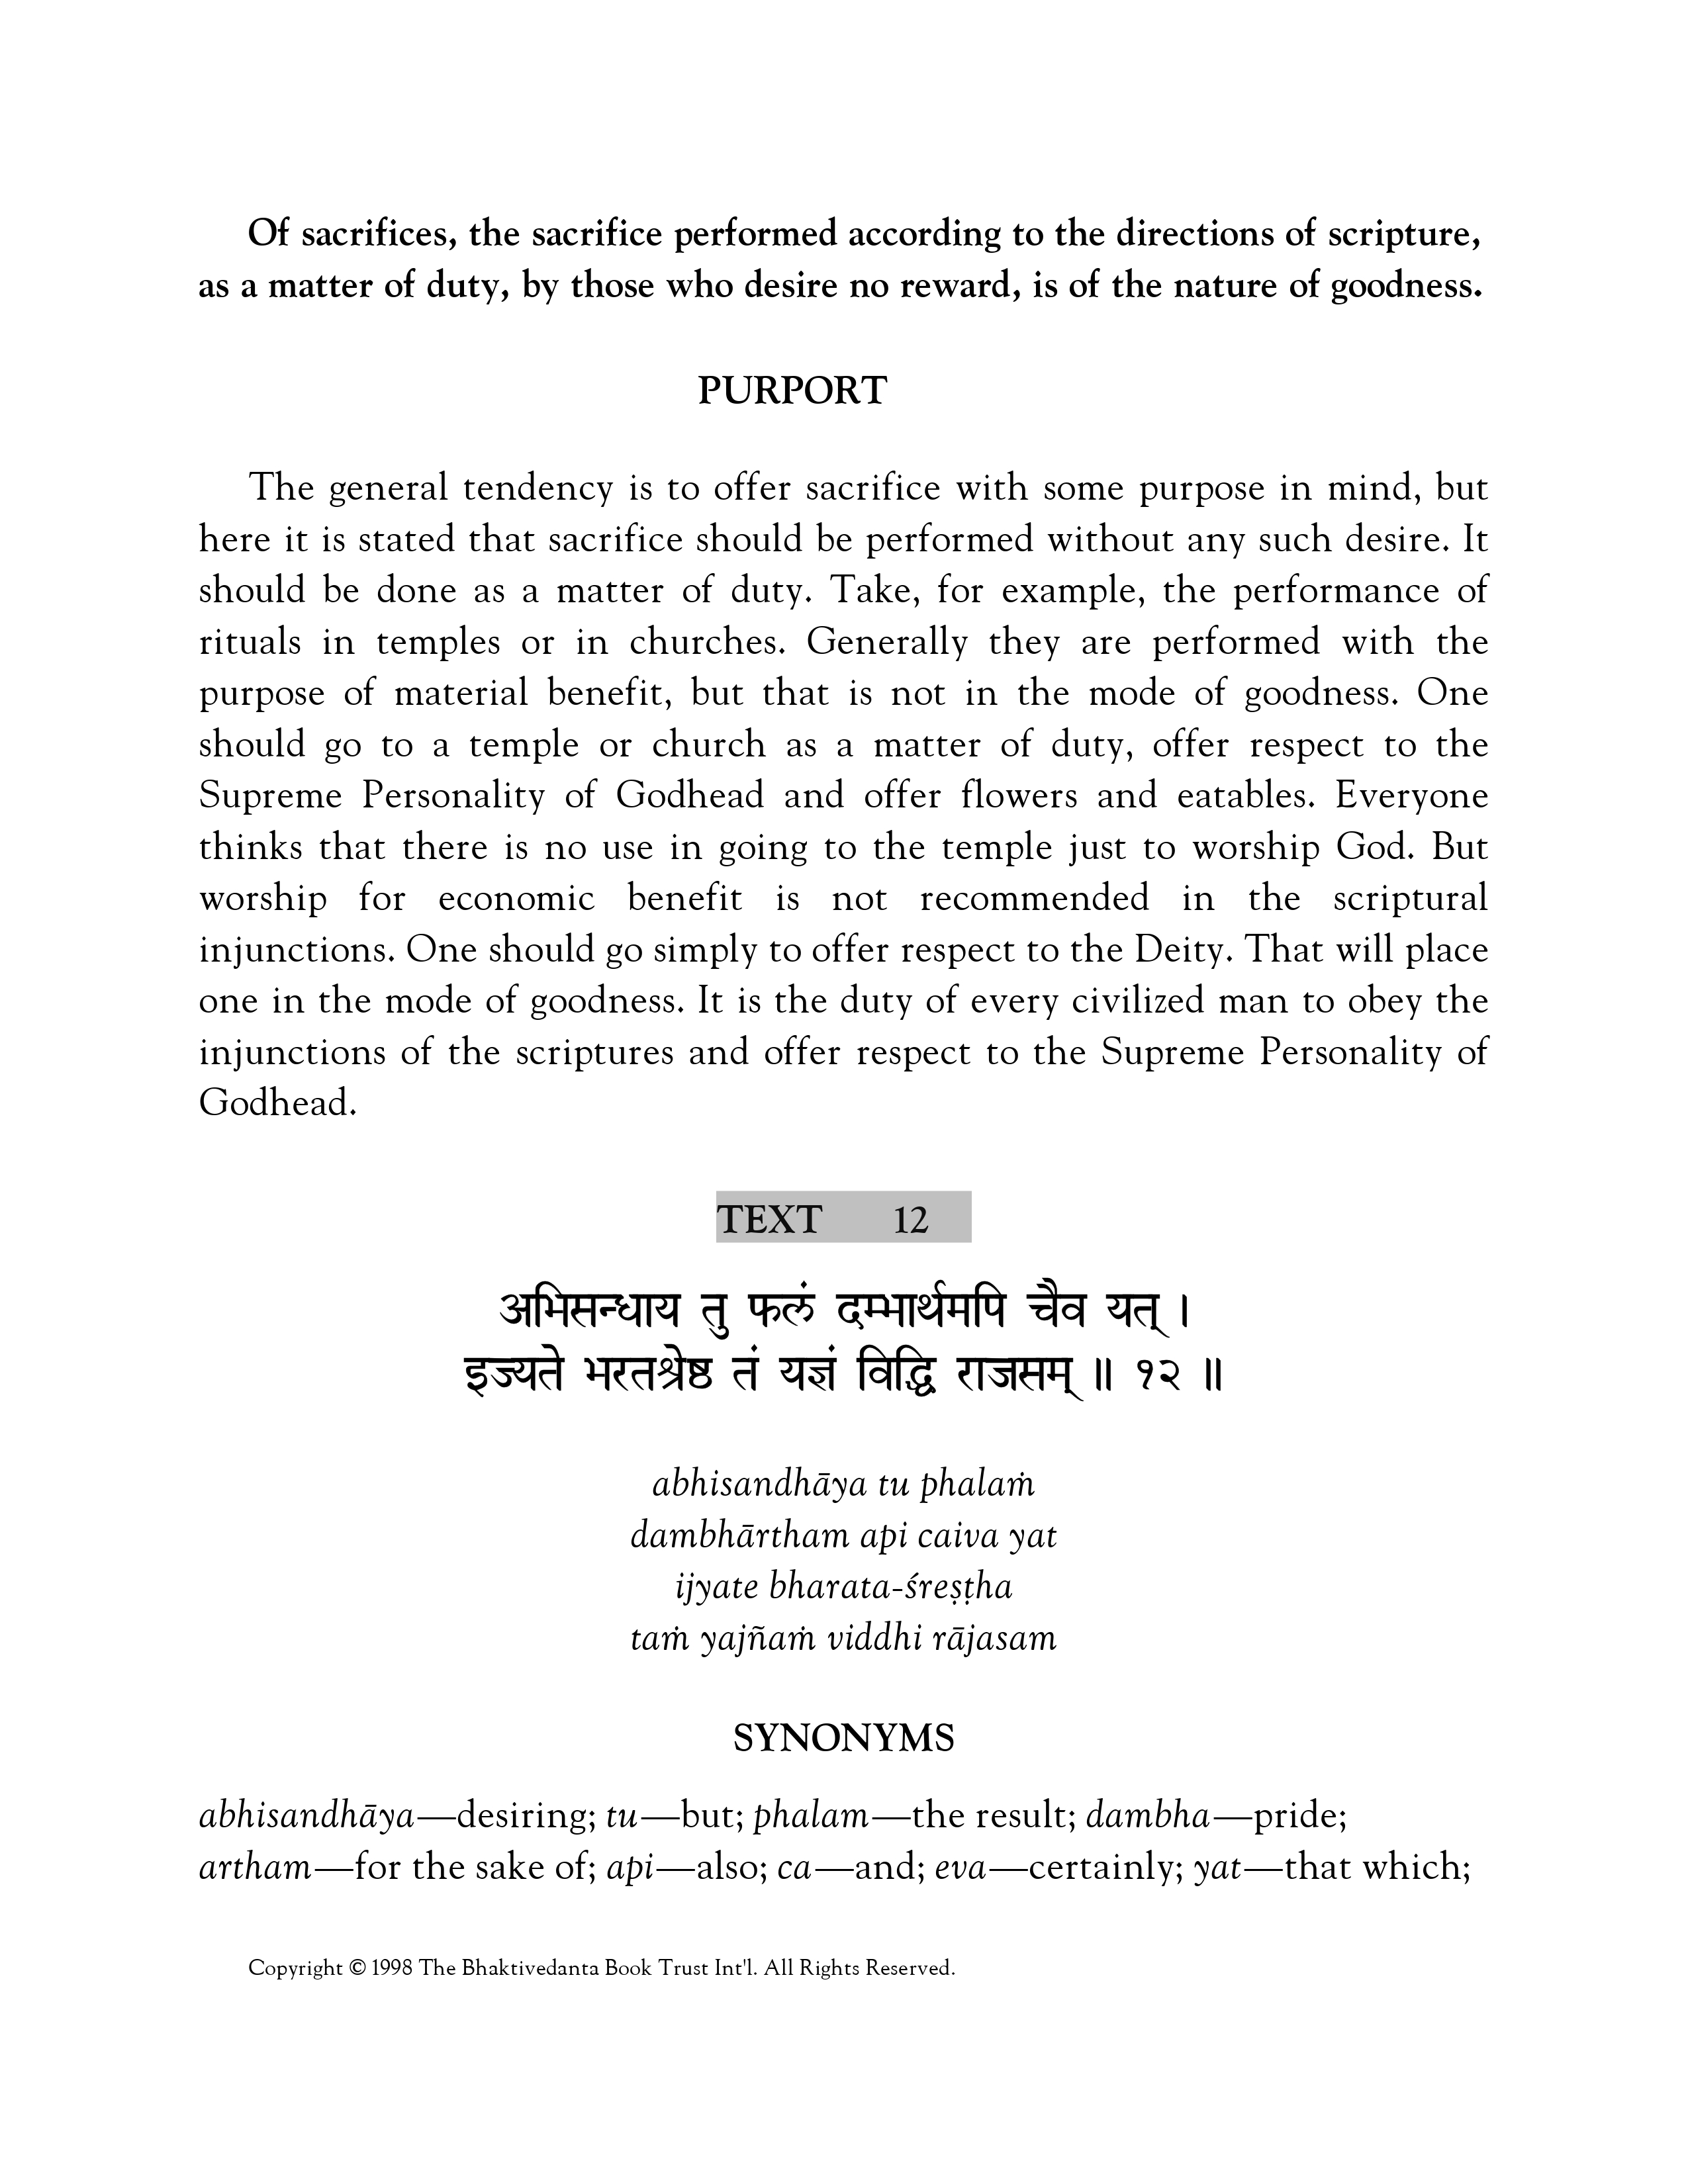 Of sacrifices, the sacrifice performed according to the directions of scripture,
as a matter of duty, by those who desire no reward, is of the nature of goodness.
PURPORT
The general tendency is to offer sacrifice with some purpose in mind, but
here it is stated that sacrifice should be performed without any such desire. It
should be done as a matter of duty. Take, for example, the performance of
rituals in temples or in churches. Generally they are performed with the
purpose of material benefit, but that is not in the mode of goodness. One
should go to a temple or church as a matter of duty, offer respect to the
Supreme Personality of Godhead and offer flowers and eatables. Everyone
thinks that there is no use in going to the temple just to worship God. But
worship for economic benefit is not recommended in the scriptural
injunctions. One should go simply to offer respect to the Deity. That will place
one in the mode of goodness. It is the duty of every civilized man to obey the
injunctions of the scriptures and offer respect to the Supreme Personality of
Godhead.
TEXT 12
अभिसन्धाय तु फलं दम्भार्थमपि चैव यत् ।
इज्यते भरतश्रेष्ठ तं यज्ञं विद्धि राजसम् ॥ १२ ॥
abhisandhāya tu phalaṁ
dambhārtham api caiva yat
ijyate bharata-śreṣṭha
taṁ yajñaṁ viddhi rājasam
SYNONYMS
abhisandhāya—desiring; tu—but; phalam—the result; dambha—pride;
artham—for the sake of; api—also; ca—and; eva—certainly; yat—that which;
Copyright © 1998 The Bhaktivedanta Book Trust Int'l. All Rights Reserved.